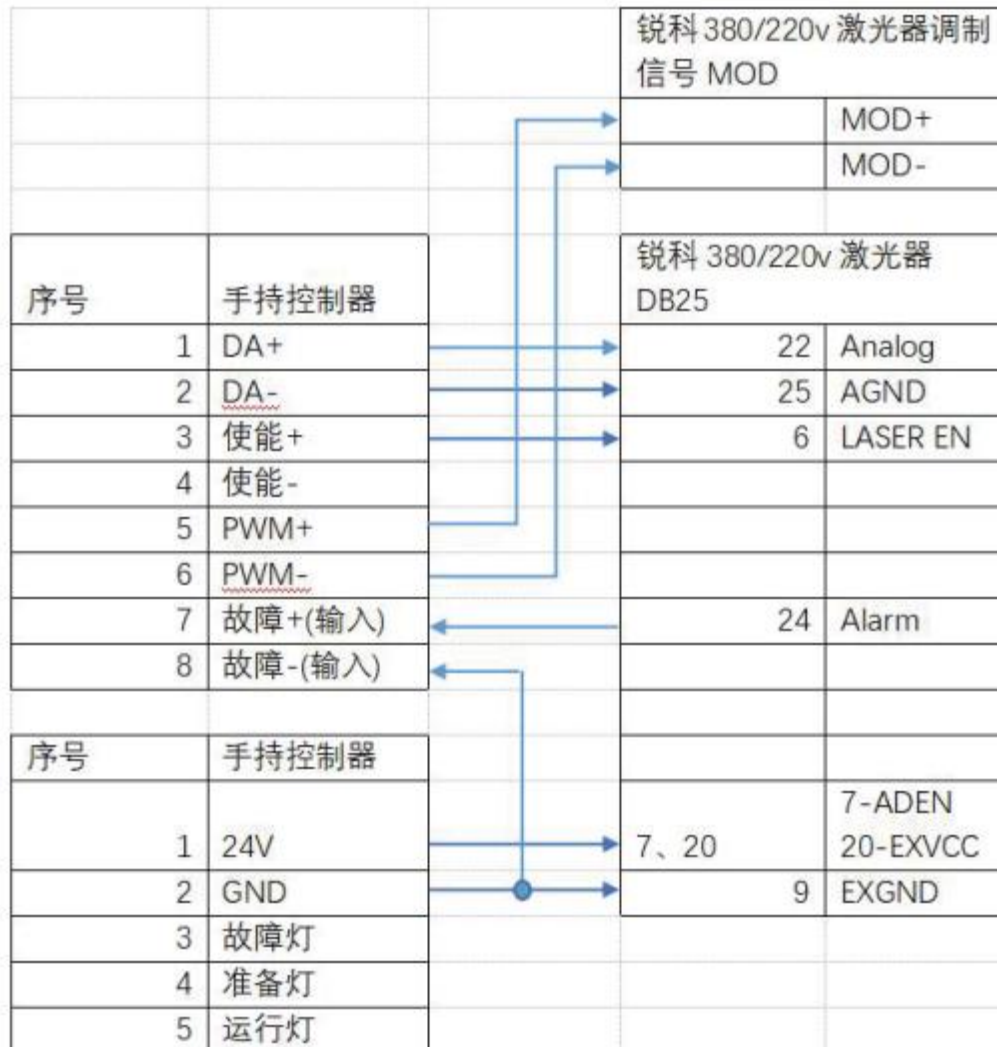 锐科 380/220v 激光器调制
信号 MOD
MOD+
MOD-
序号 手持控制器
锐科 380/220v 激光器
DB25
1 DA+ 22 Analog
2 DA- 25 AGND
3 使能+ 6 LASER EN
4 使能-
5 PWM+
6 PWM-
7 故障+(输入) 24 Alarm
8 故障-(输入)
序号 手持控制器
1 24V 7、20 7-ADEN
20-EXVCC
2 GND 9 EXGND
3 故障灯
4 准备灯
5 运行灯